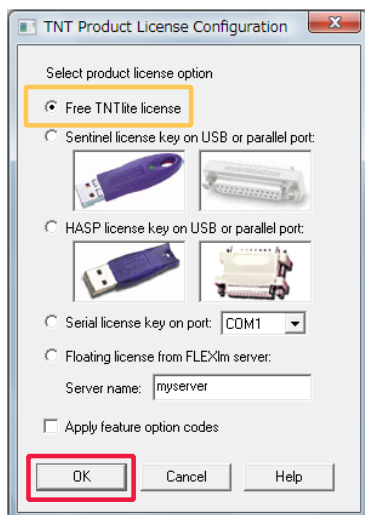 TNT Product License Configuration
Select product license option
Free TNTlite license
Sentinel license key on USB or parallel port:
HASP license key on USB or parallel port:
Serial license key on port: COM1
Floating license from FLEXlm server:
Server name: myserver
Apply feature option codes
OK Cancel Help